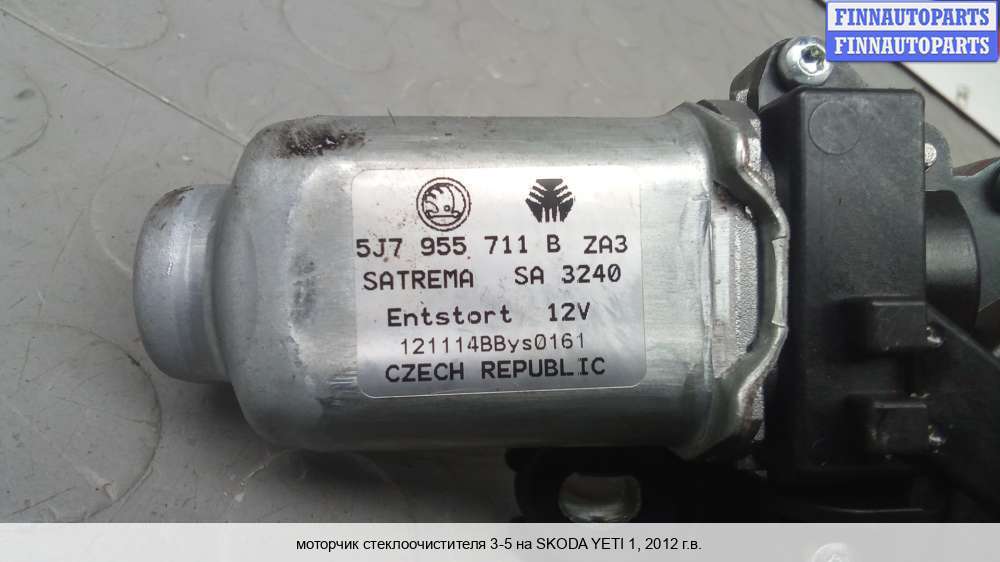 FINNAUTOPARTS
FINNAUTOPARTS
5J7 955 711 B ZA3
SATREMA SA 3240
Entstort 12V
121114BBys0161
CZECH REPUBLIC
моторчик стеклоочистителя 3-5 на SKODA YETI 1, 2012 г.в.